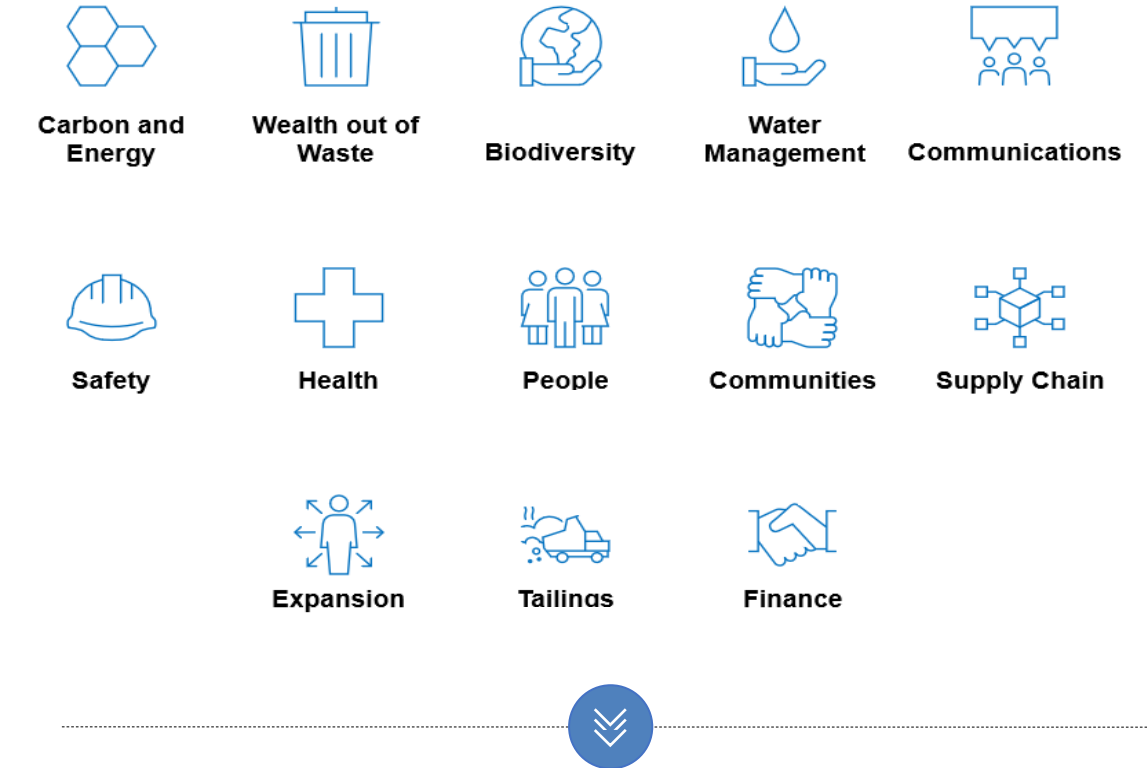 Carbon and
Energy
Wealth out of
Waste
Biodiversity
Water
Management
Communications
Safety
Health
People
Communities
Supply Chain
Expansion
Tailings
Finance